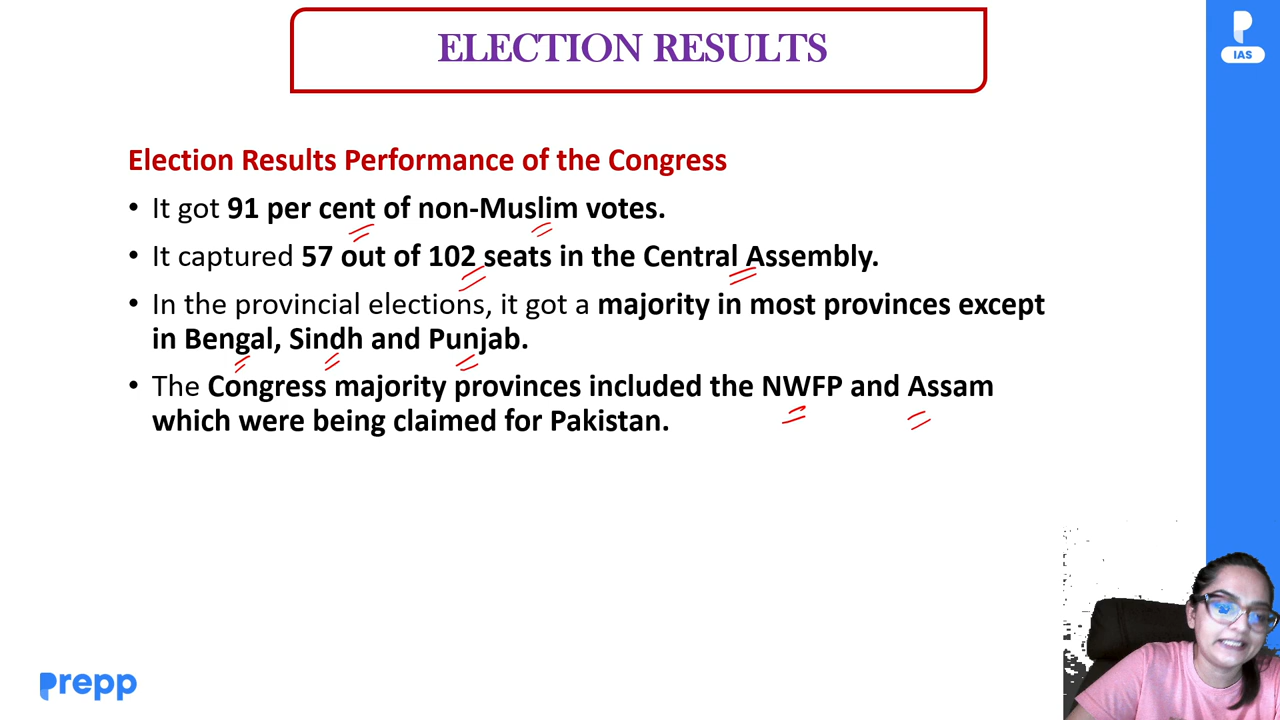 ELECTION RESULTS
IAS
Election Results Performance of the Congress
• It got 91 per cent of non-Muslim votes.
• It captured 57 out of 102 seats in the Central Assembly.
• In the provincial elections, it got a majority in most provinces except
in Bengal, Sindh and Punjab.
• The Congress majority provinces included the NWFP and Assam
which were being claimed for Pakistan.
prepp